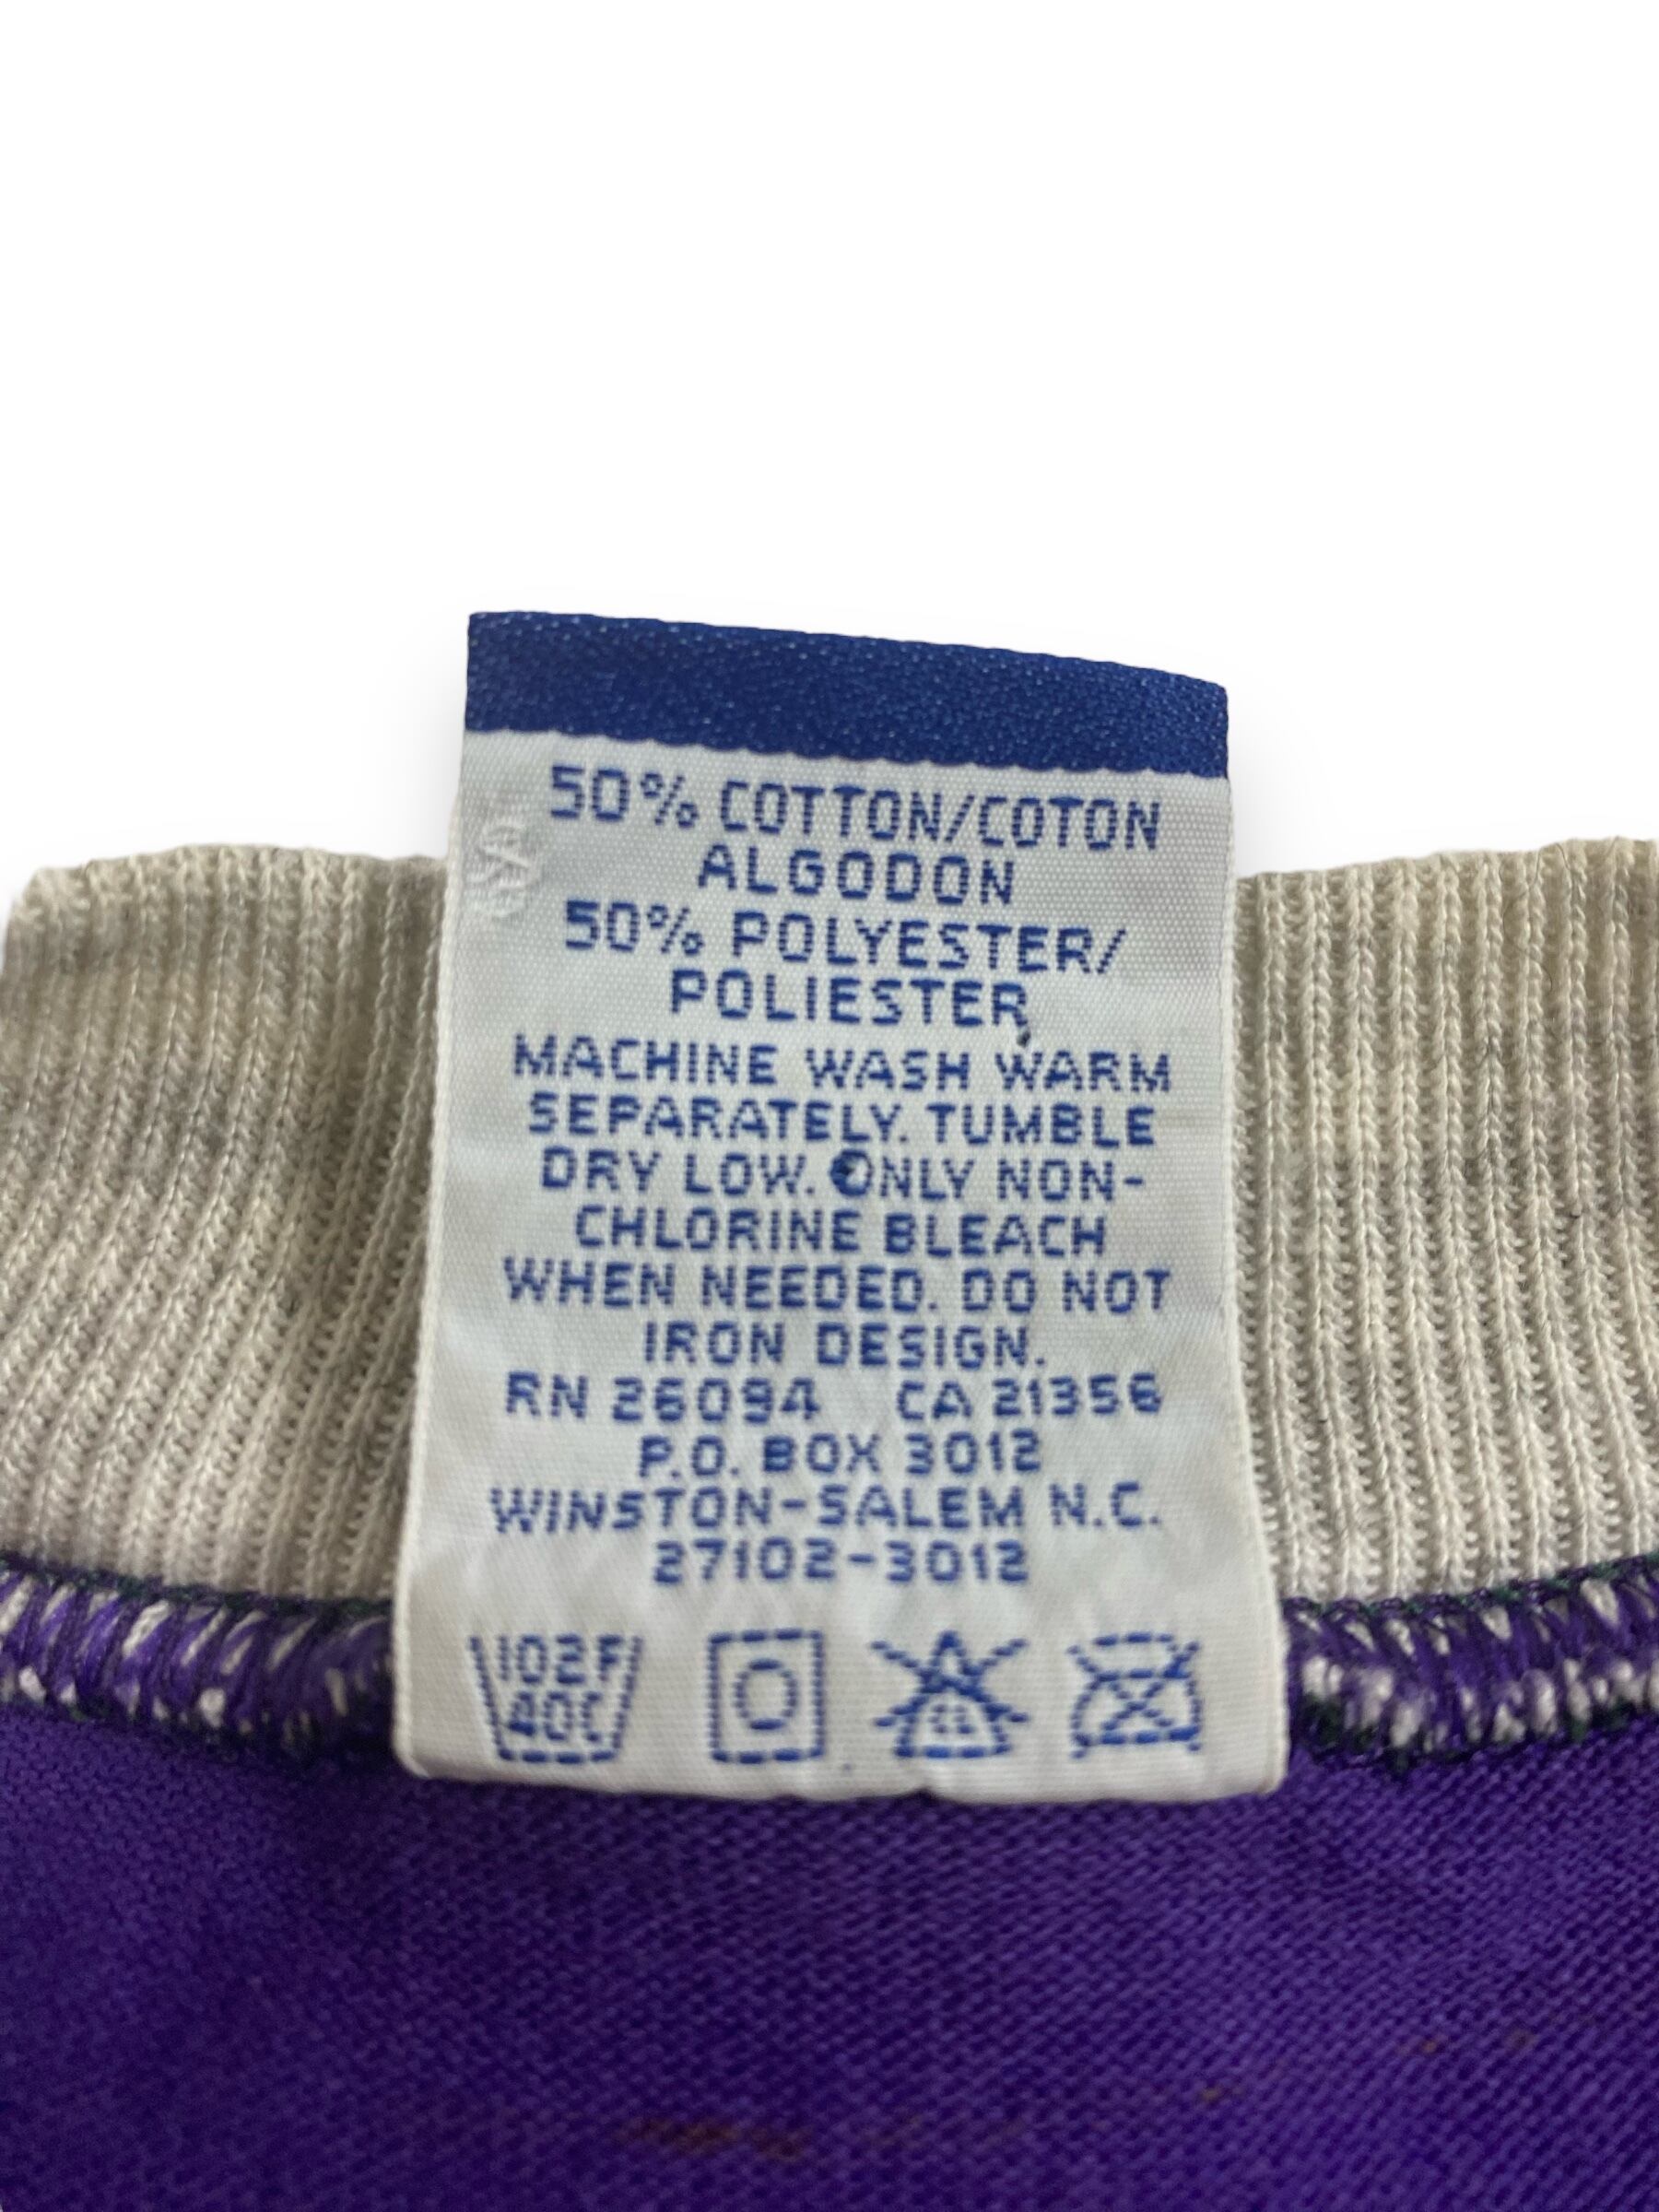 50% COTTON/COTON
ALGODON
50% POLYESTER/
POLIESTER
MACHINE WASH WARM
SEPARATELY. TUMBLE
DRY LOW. ONLY NON-
CHLORINE BLEACH
WHEN NEEDED. DO NOT
IRON DESIGN.
RN 26094 CA 21356
P.O. BOX 3012
WINSTON-SALEM N.C.
27102-3012
102F
40C
CL